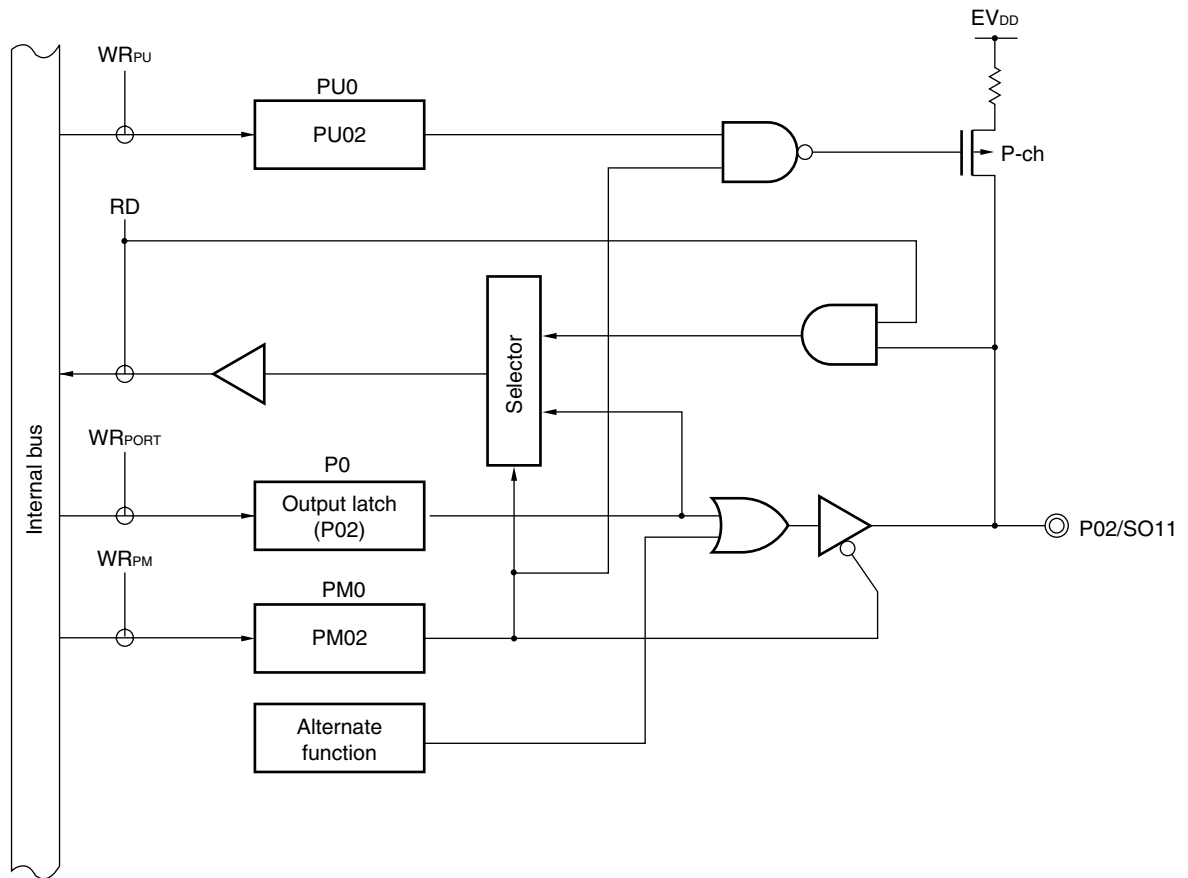 EVDD
WRPU
PU0
PU02
P-ch
RD
Selector
Internal bus
WRPORT
P0
Output latch
(P02)
P02/SO11
WRPM
PM0
PM02
Alternate
function